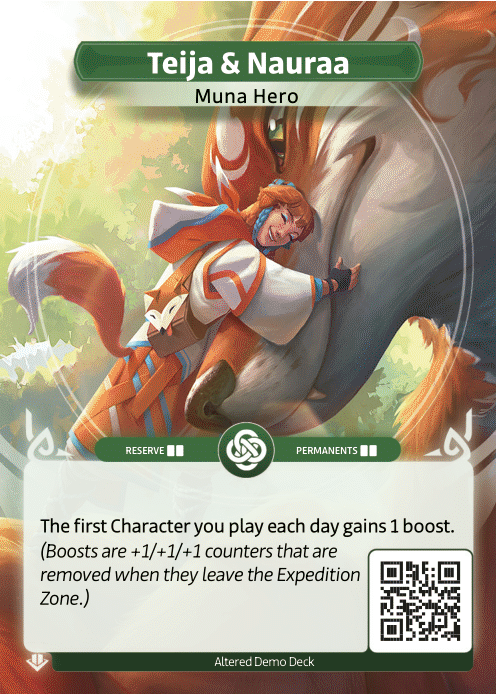 Teija & Nauraa
Muna Hero
RESERVE
PERMANENTS
The first Character you play each day gains 1 boost.
(Boosts are +1/+1/+1 counters that are
removed when they leave the Expedition
Zone.)
Altered Demo Deck